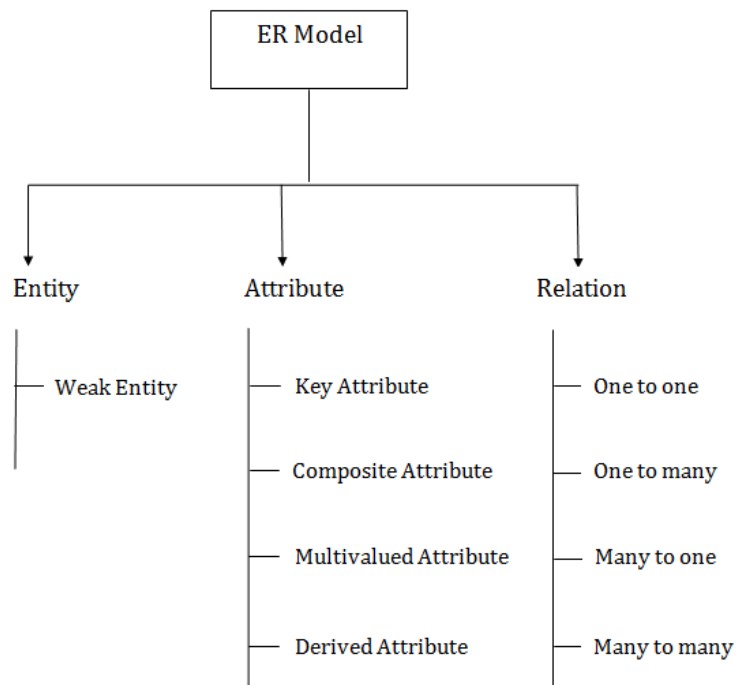 ER Model
Entity
Attribute
Relation
Weak Entity
Key Attribute
One to one
Composite Attribute
One to many
Multivalued Attribute
Many to one
Derived Attribute
Many to many